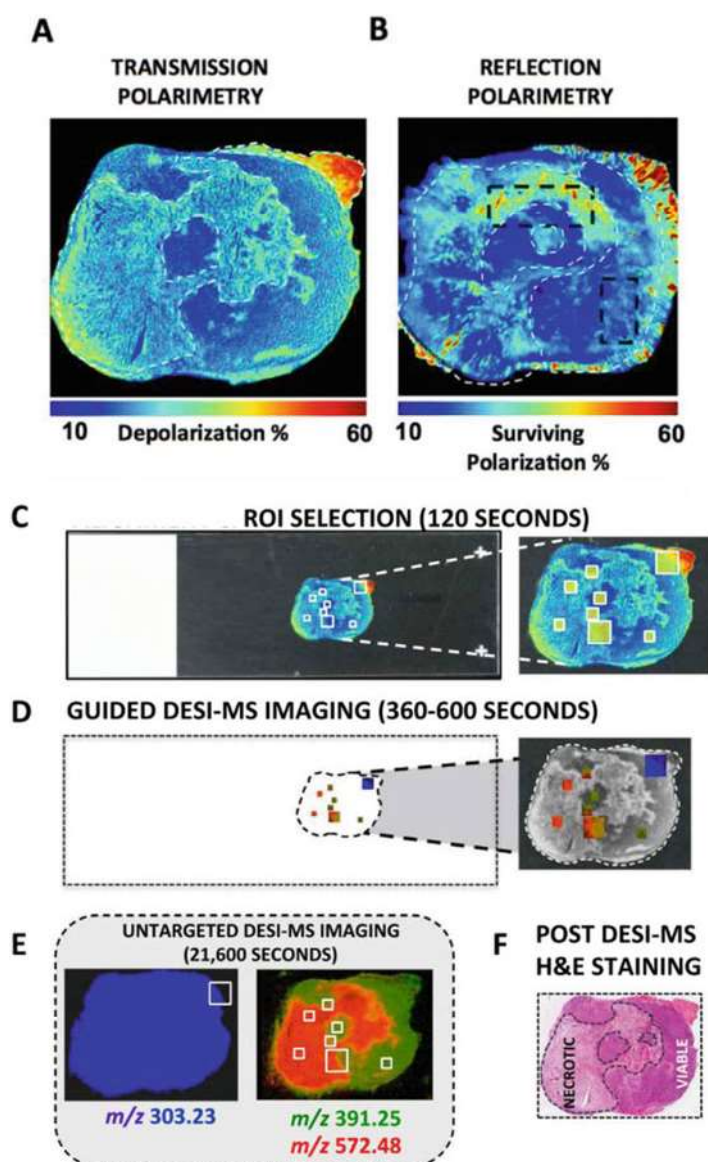 A
TRANSMISSION
POLARIMETRY
10 Depolarization % 60
B
REFLECTION
POLARIMETRY
10 Surviving 60
Polarization %
C
ROI SELECTION (120 SECONDS)
D
GUIDED DESI-MS IMAGING (360-600 SECONDS)
E
UNTARGETED DESI-MS IMAGING
(21,600 SECONDS)
m/z 303.23
m/z 391.25
m/z 572.48
F
POST DESI-MS
H&E STAINING
NECROTIC
VIABLE